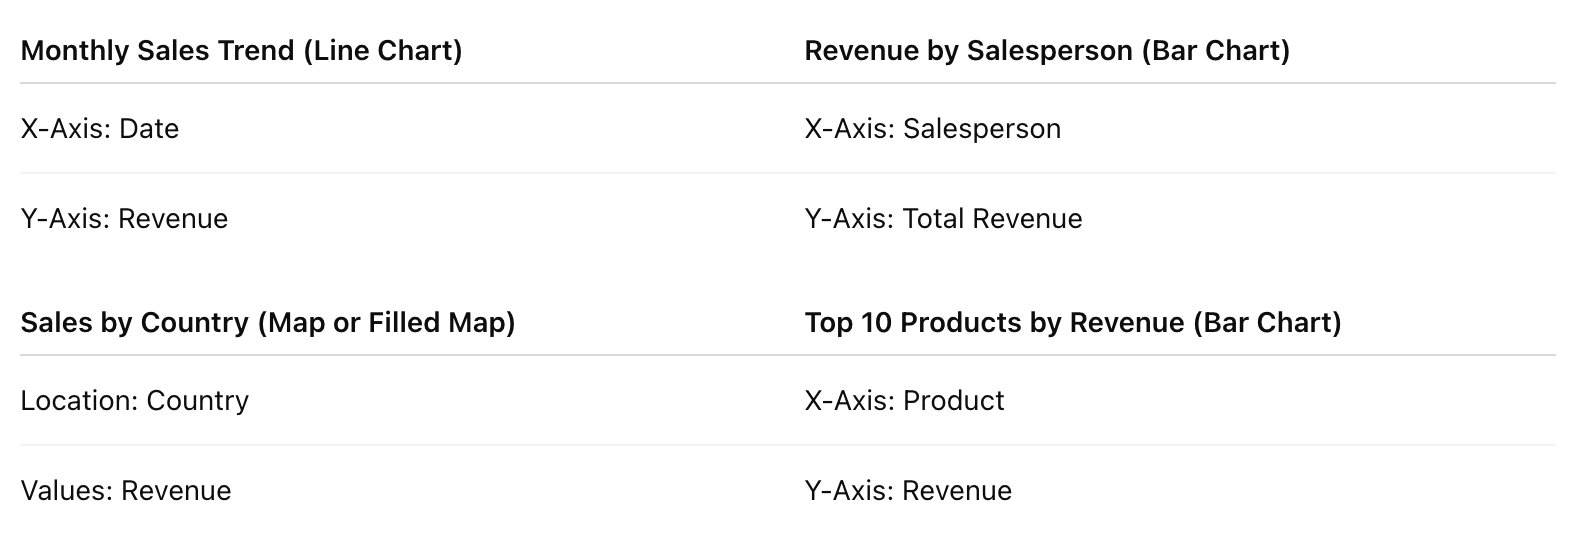 Monthly Sales Trend (Line Chart)
Revenue by Salesperson (Bar Chart)
X-Axis: Date
X-Axis: Salesperson
Y-Axis: Revenue
Y-Axis: Total Revenue
Sales by Country (Map or Filled Map)
Top 10 Products by Revenue (Bar Chart)
Location: Country
X-Axis: Product
Values: Revenue
Y-Axis: Revenue